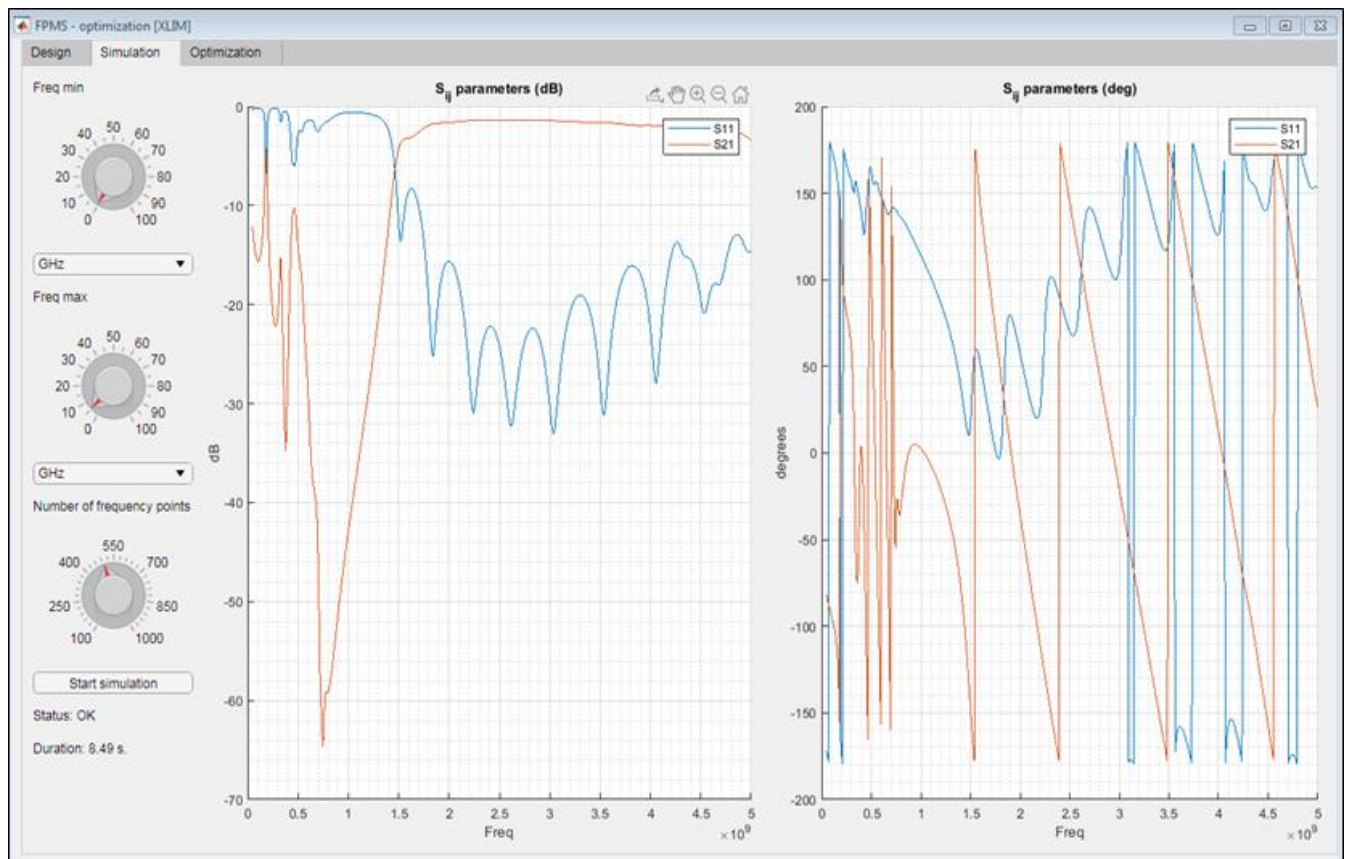 FPMS - optimization [XLIM]
Design Simulation Optimization
Freq min
0 10 20 30 40 50 60 70 80 90 100
GHz
Freq max
0 10 20 30 40 50 60 70 80 90 100
GHz
Number of frequency points
100 250 400 550 700 850 1000
Start simulation
Status: OK
Duration: 8.49 s.
Sij parameters (dB)
S11
S21
0
-10
-20
-30
-40
-50
-60
-70
dB
0 0.5 1 1.5 2 2.5 3 3.5 4 4.5 5
Freq
×10^9
Sij parameters (deg)
S11
S21
200
150
100
50
0
-50
-100
-150
-200
degrees
0 0.5 1 1.5 2 2.5 3 3.5 4 4.5 5
Freq
×10^9